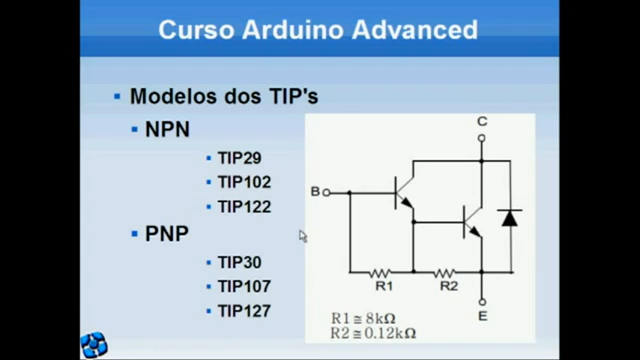 Curso Arduino Advanced
Modelos dos TIP's
NPN
TIP29
TIP102
TIP122
PNP
TIP30
TIP107
TIP127
C
B
R1
R2
E
R1≅8kΩ
R2≅0.12kΩ